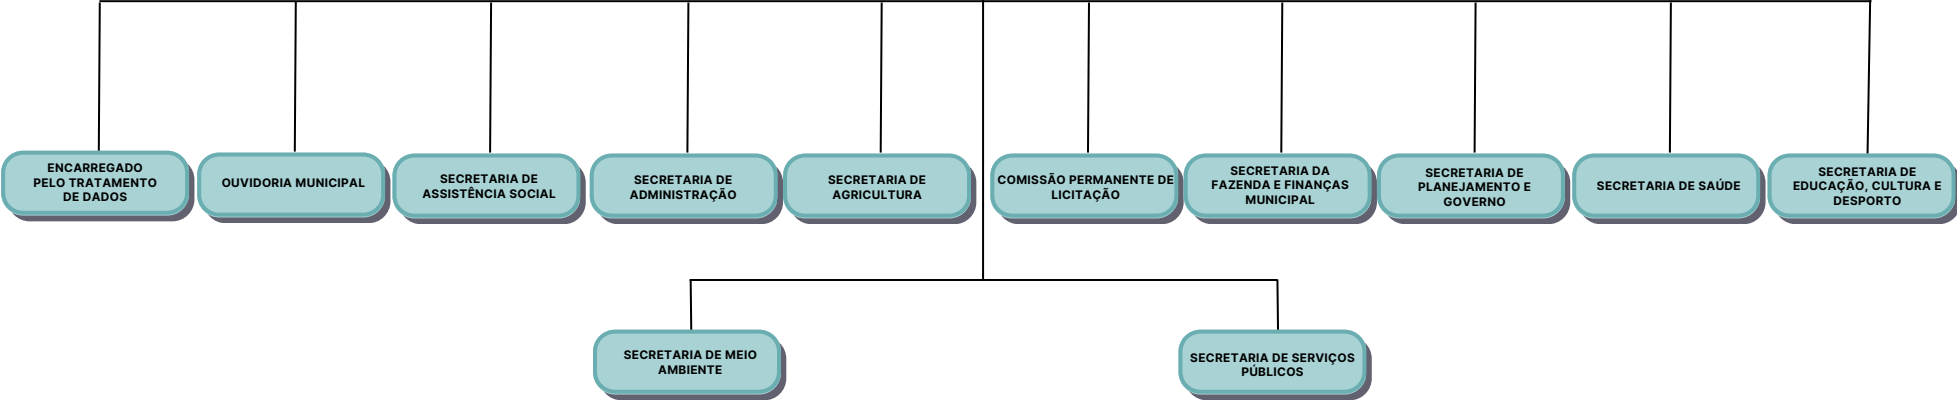 ENCARREGADO
PELO TRATAMENTO
DE DADOS
OUVIDORIA MUNICIPAL
SECRETARIA DE
ASSISTÊNCIA SOCIAL
SECRETARIA DE
ADMINISTRAÇÃO
SECRETARIA DE
AGRICULTURA
COMISSÃO PERMANENTE DE
LICITAÇÃO
SECRETARIA DA
FAZENDA E FINANÇAS
MUNICIPAL
SECRETARIA DE
PLANEJAMENTO E
GOVERNO
SECRETARIA DE SAÚDE
SECRETARIA DE
EDUCAÇÃO, CULTURA E
DESPORTO
SECRETARIA DE MEIO
AMBIENTE
SECRETARIA DE SERVIÇOS
PÚBLICOS